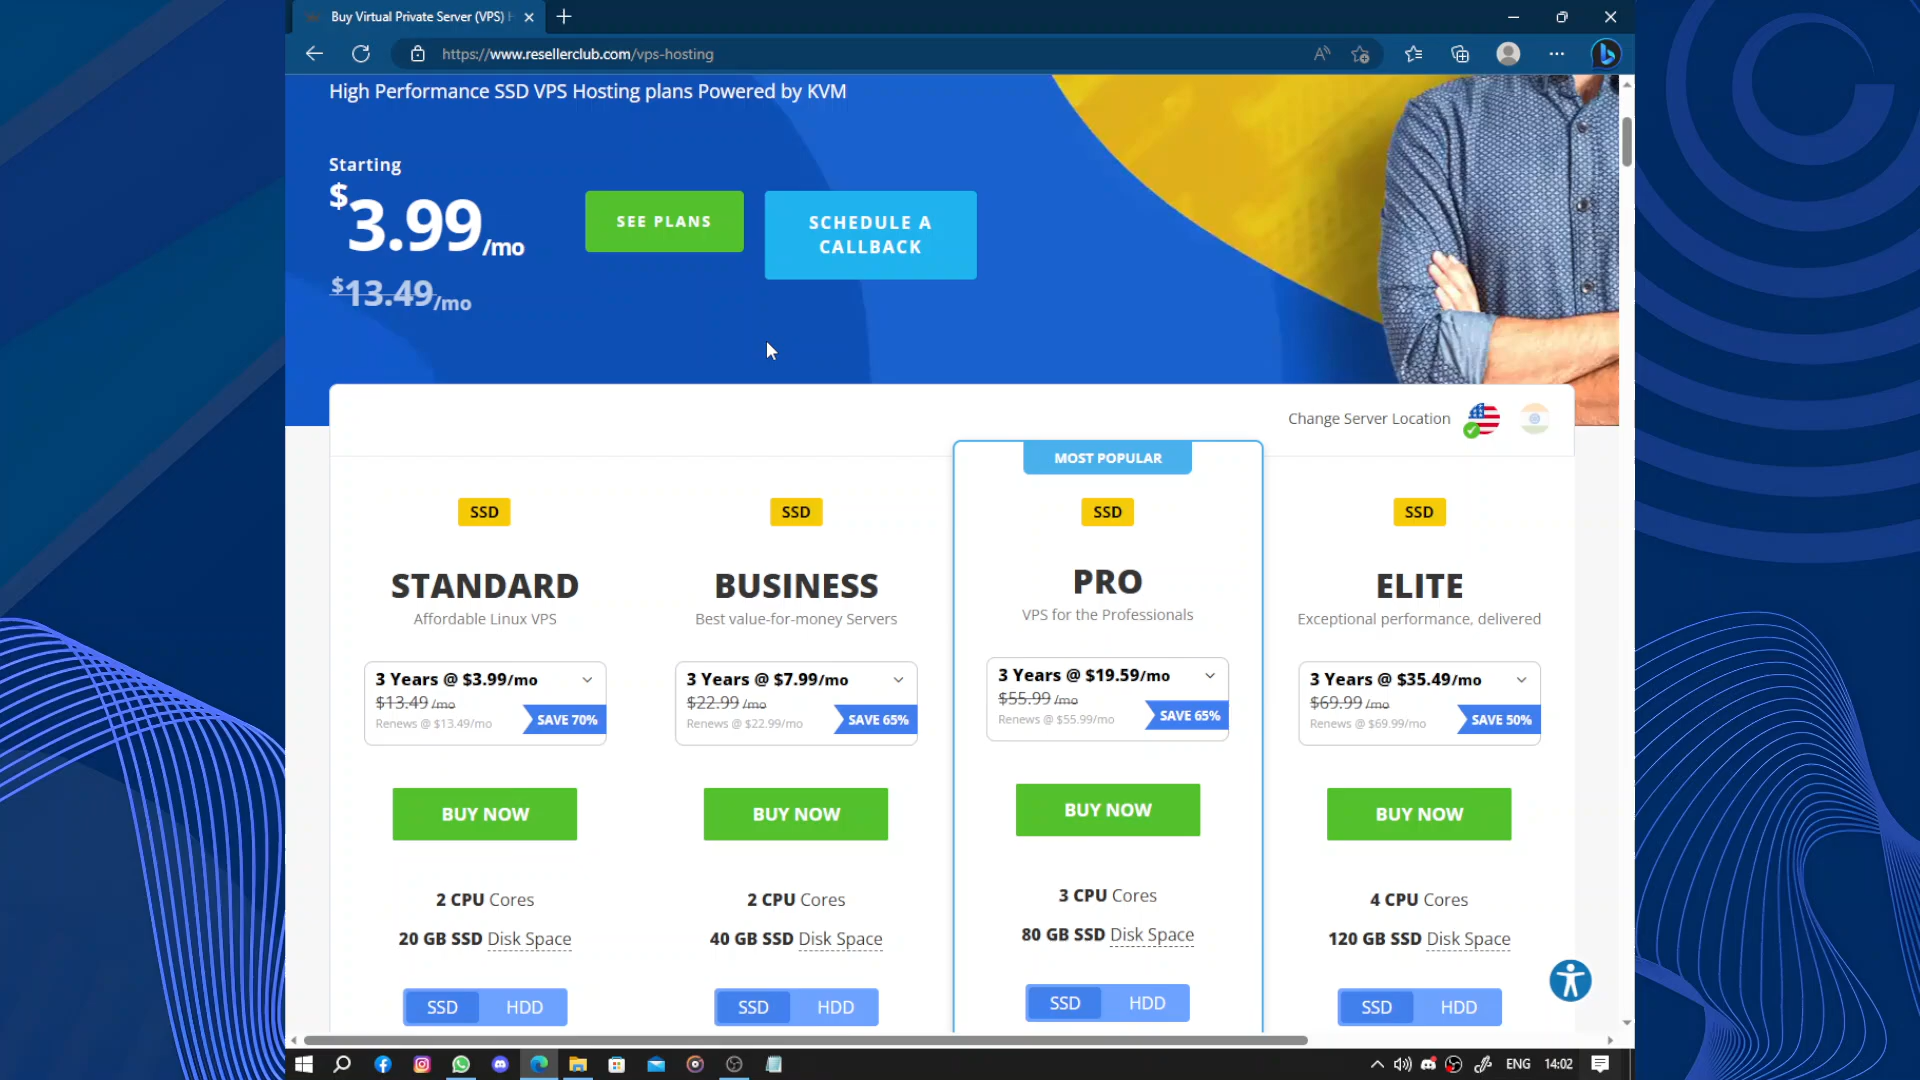 Buy Virtual Private Server (VPS) H
https://www.resellerclub.com/vps-hosting
High Performance SSD VPS Hosting plans Powered by KVM
Starting
$3.99/mo
$13.49/mo
SEE PLANS
SCHEDULE A
CALLBACK
Change Server Location
MOST POPULAR
SSD
STANDARD
Affordable Linux VPS
3 Years @ $3.99/mo
$13.49 /mo
Renews @ $13.49/mo
SAVE 70%
BUY NOW
2 CPU Cores
20 GB SSD Disk Space
SSD HDD
SSD
BUSINESS
Best value-for-money Servers
3 Years @ $7.99/mo
$22.99 /mo
Renews @ $22.99/mo
SAVE 65%
BUY NOW
2 CPU Cores
40 GB SSD Disk Space
SSD HDD
SSD
PRO
VPS for the Professionals
3 Years @ $19.59/mo
$55.99 /mo
Renews @ $55.99/mo
SAVE 65%
BUY NOW
3 CPU Cores
80 GB SSD Disk Space
SSD HDD
SSD
ELITE
Exceptional performance, delivered
3 Years @ $35.49/mo
$69.99 /mo
Renews @ $69.99/mo
SAVE 50%
BUY NOW
4 CPU Cores
120 GB SSD Disk Space
SSD HDD
ENG 14:02